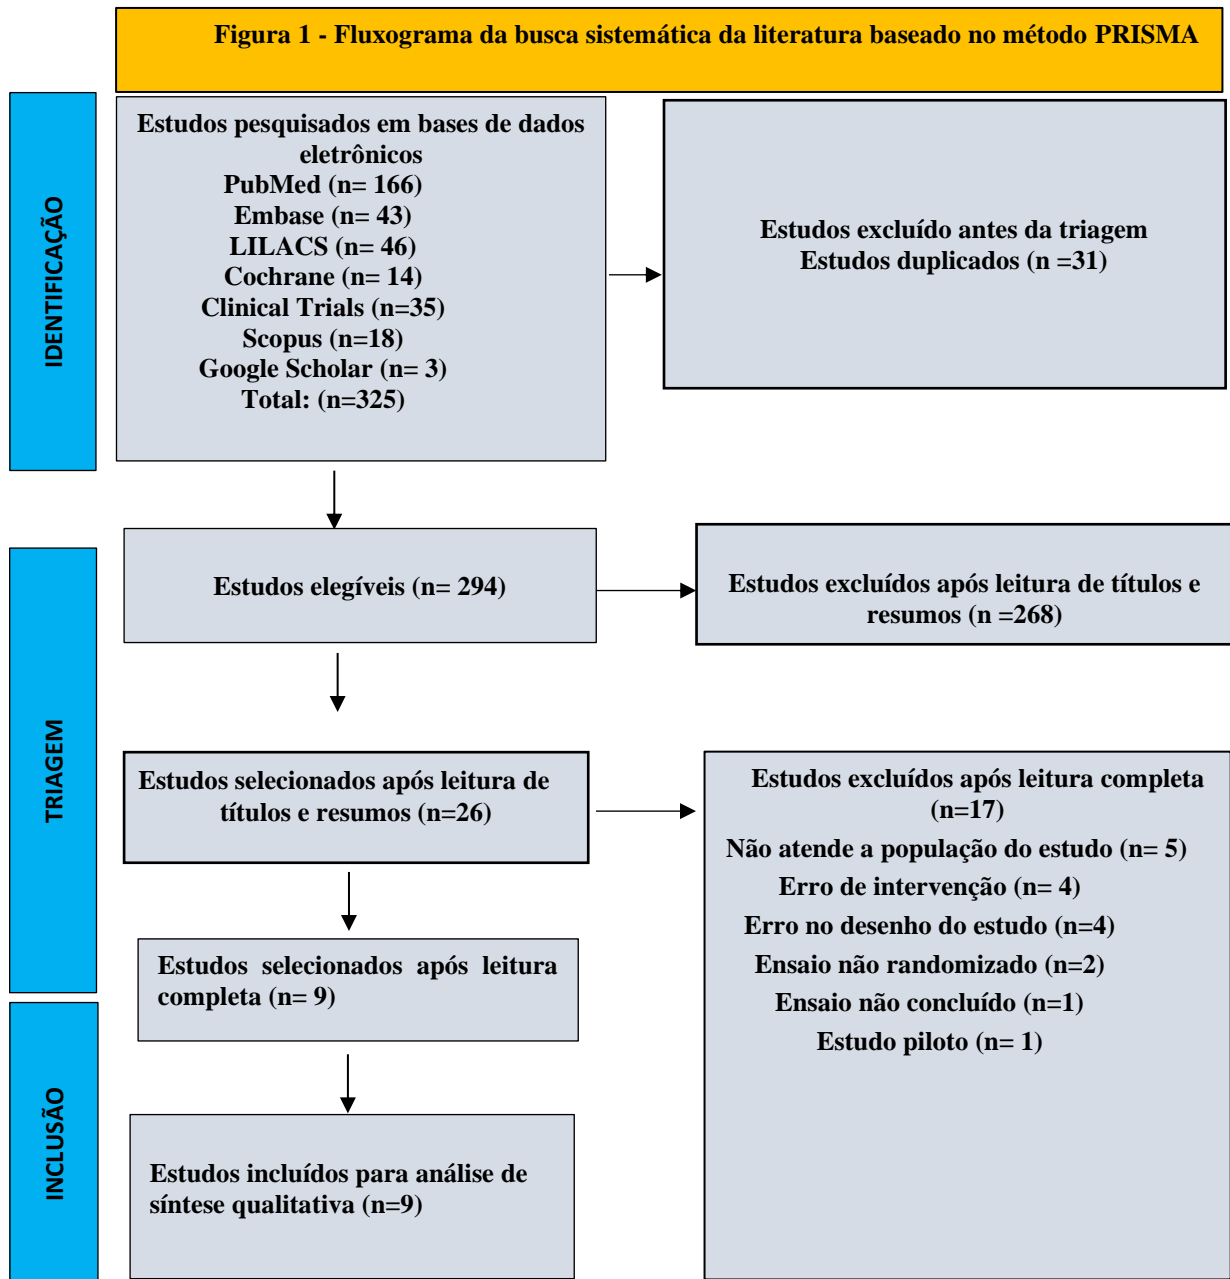 Figura 1 - Fluxograma da busca sistemática da literatura baseado no método PRISMA
IDENTIFICAÇÃO
Estudos pesquisados em bases de dados
eletrônicos
PubMed (n= 166)
Embase (n= 43)
LILACS (n= 46)
Cochrane (n= 14)
Clinical Trials (n=35)
Scopus (n=18)
Google Scholar (n= 3)
Total: (n=325)
Estudos excluído antes da triagem
Estudos duplicados (n =31)
TRIAGEM
Estudos elegíveis (n= 294)
Estudos excluídos após leitura de títulos e
resumos (n =268)
Estudos selecionados após leitura de
títulos e resumos (n=26)
Estudos excluídos após leitura completa
(n=17)
Não atende a população do estudo (n= 5)
Erro de intervenção (n= 4)
Erro no desenho do estudo (n=4)
Ensaio não randomizado (n=2)
Ensaio não concluído (n=1)
Estudo piloto (n= 1)
Estudos selecionados após leitura
completa (n= 9)
INCLUSÃO
Estudos incluídos para análise de
síntese qualitativa (n=9)